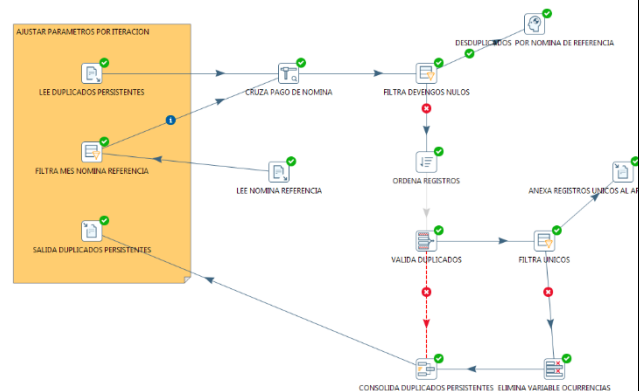 AJUSTAR PARAMETROS POR ITERACION
DESDUPLICADOS POR NOMINA DE REFERENCIA
LEE DUPLICADOS PERSISTENTES
CRUZA PAGO DE NOMINA
FILTRA DEVENGOS NULOS
FILTRA MES NOMINA REFERENCIA
LEE NOMINA REFERENCIA
ORDENA REGISTROS
ANEXA REGISTROS UNICOS AL
SALIDA DUPLICADOS PERSISTENTES
VALIDA DUPLICADOS
FILTRA UNICOS
CONSOLIDA DUPLICADOS PERSISTENTES
ELIMINA VARIABLE OCURRENCIAS